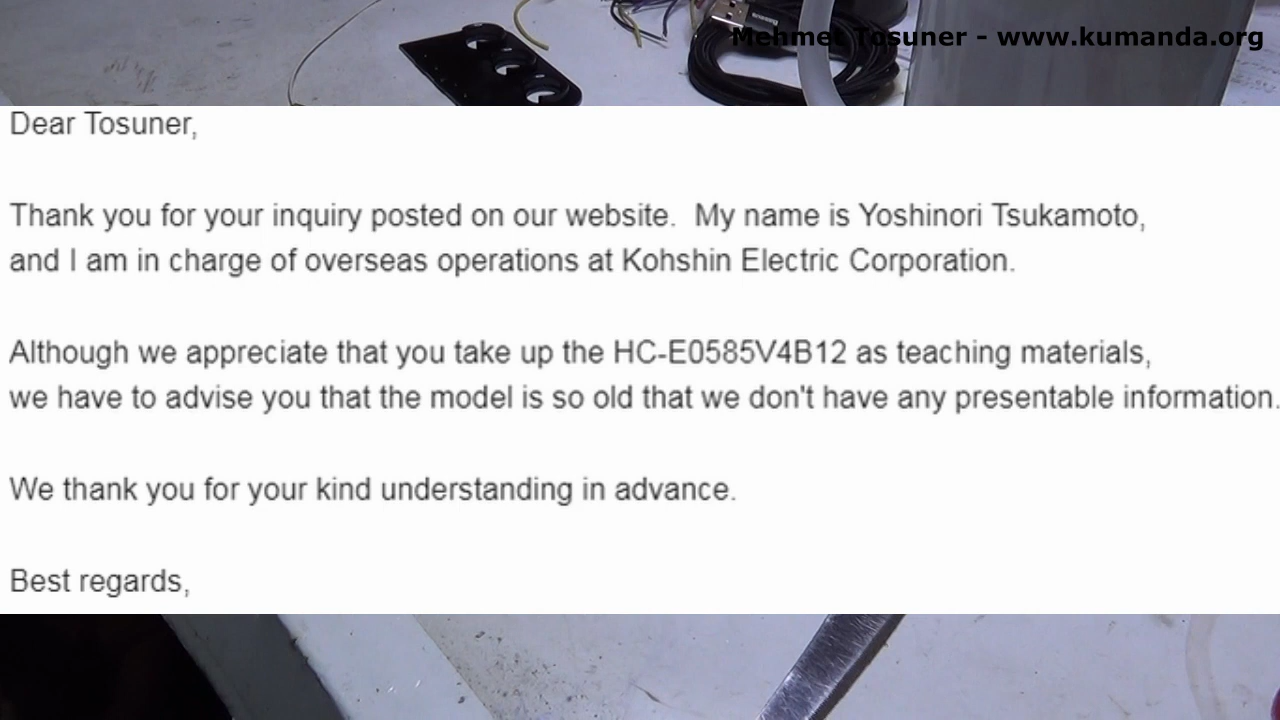 Mehmet Tosuner - www.kumanda.org
Dear Tosuner,
Thank you for your inquiry posted on our website.  My name is Yoshinori Tsukamoto,
and I am in charge of overseas operations at Kohshin Electric Corporation.
Although we appreciate that you take up the HC-E0585V4B12 as teaching materials,
we have to advise you that the model is so old that we don't have any presentable information.
We thank you for your kind understanding in advance.
Best regards,